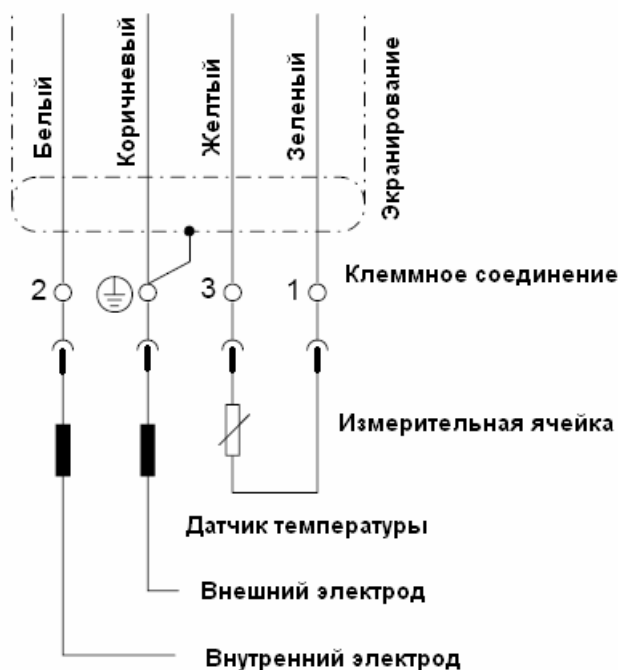 Белый
Коричневый
Желтый
Зеленый
Экранирование
2
3
1
Клеммное соединение
Измерительная ячейка
Датчик температуры
Внешний электрод
Внутренний электрод